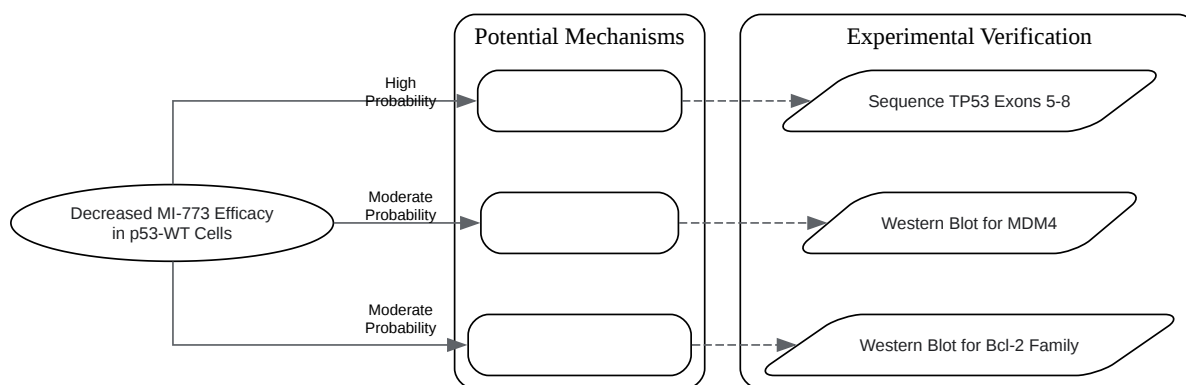 Potential Mechanisms
Experimental Verification
High
Probability
Sequence TP53 Exons 5-8
Moderate
Probability
Decreased MI-773 Efficacy
in p53-WT Cells
Western Blot for MDM4
Moderate
Probability
Western Blot for Bcl-2 Family